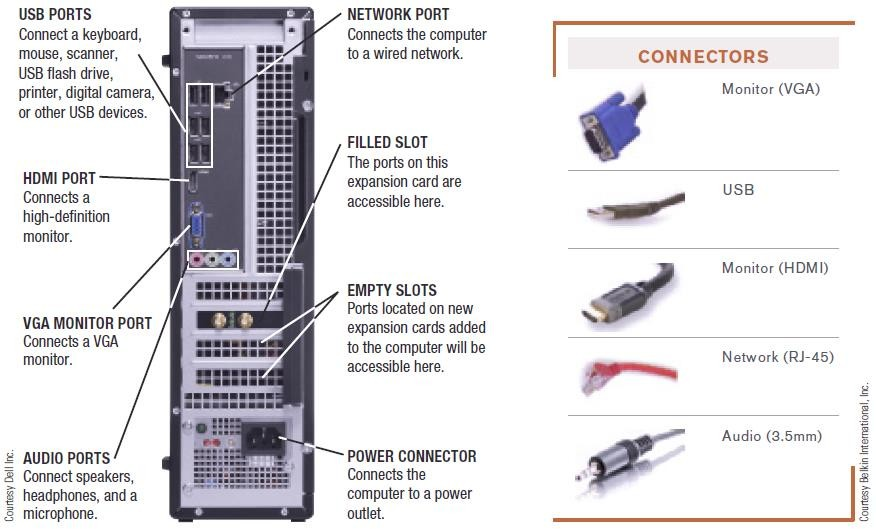 USB PORTS
Connect a keyboard,
mouse, scanner,
USB flash drive,
printer, digital camera,
or other USB devices.
HDMI PORT
Connects a
high-definition
monitor.
VGA MONITOR PORT
Connects a VGA
monitor.
AUDIO PORTS
Connect speakers,
headphones, and a
microphone.
Courtesy Dell Inc.
NETWORK PORT
Connects the computer
to a wired network.
FILLED SLOT
The ports on this
expansion card are
accessible here.
EMPTY SLOTS
Ports located on new
expansion cards added
to the computer will be
accessible here.
POWER CONNECTOR
Connects the
computer to a power
outlet.
CONNECTORS
Monitor (VGA)
USB
Monitor (HDMI)
Network (RJ-45)
Audio (3.5mm)
Courtesy Belkin International, Inc.